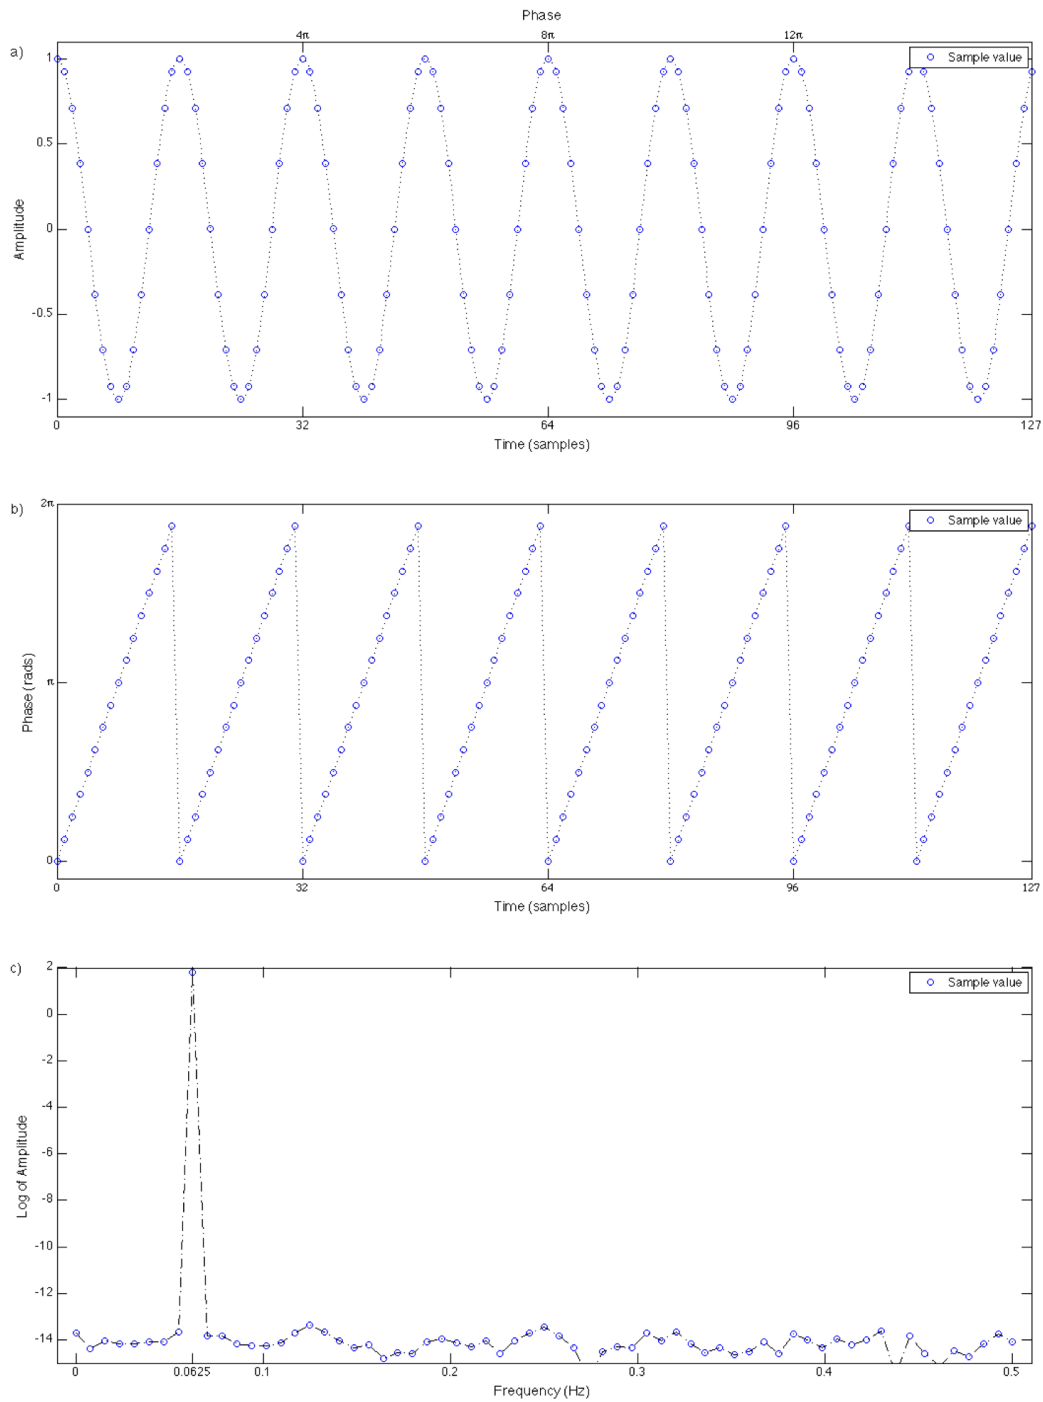 Phase
a)
4π 8π 12π
Sample value
1
0.5
0
-0.5
-1
Amplitude
0 32 64 96 127
Time (samples)
b)
2π
Sample value
π
0
Phase (rads)
0 32 64 96 127
Time (samples)
c)
2
Sample value
0
-2
-4
-6
-8
-10
-12
-14
Log of Amplitude
0 0.0625 0.1 0.2 0.3 0.4 0.5
Frequency (Hz)